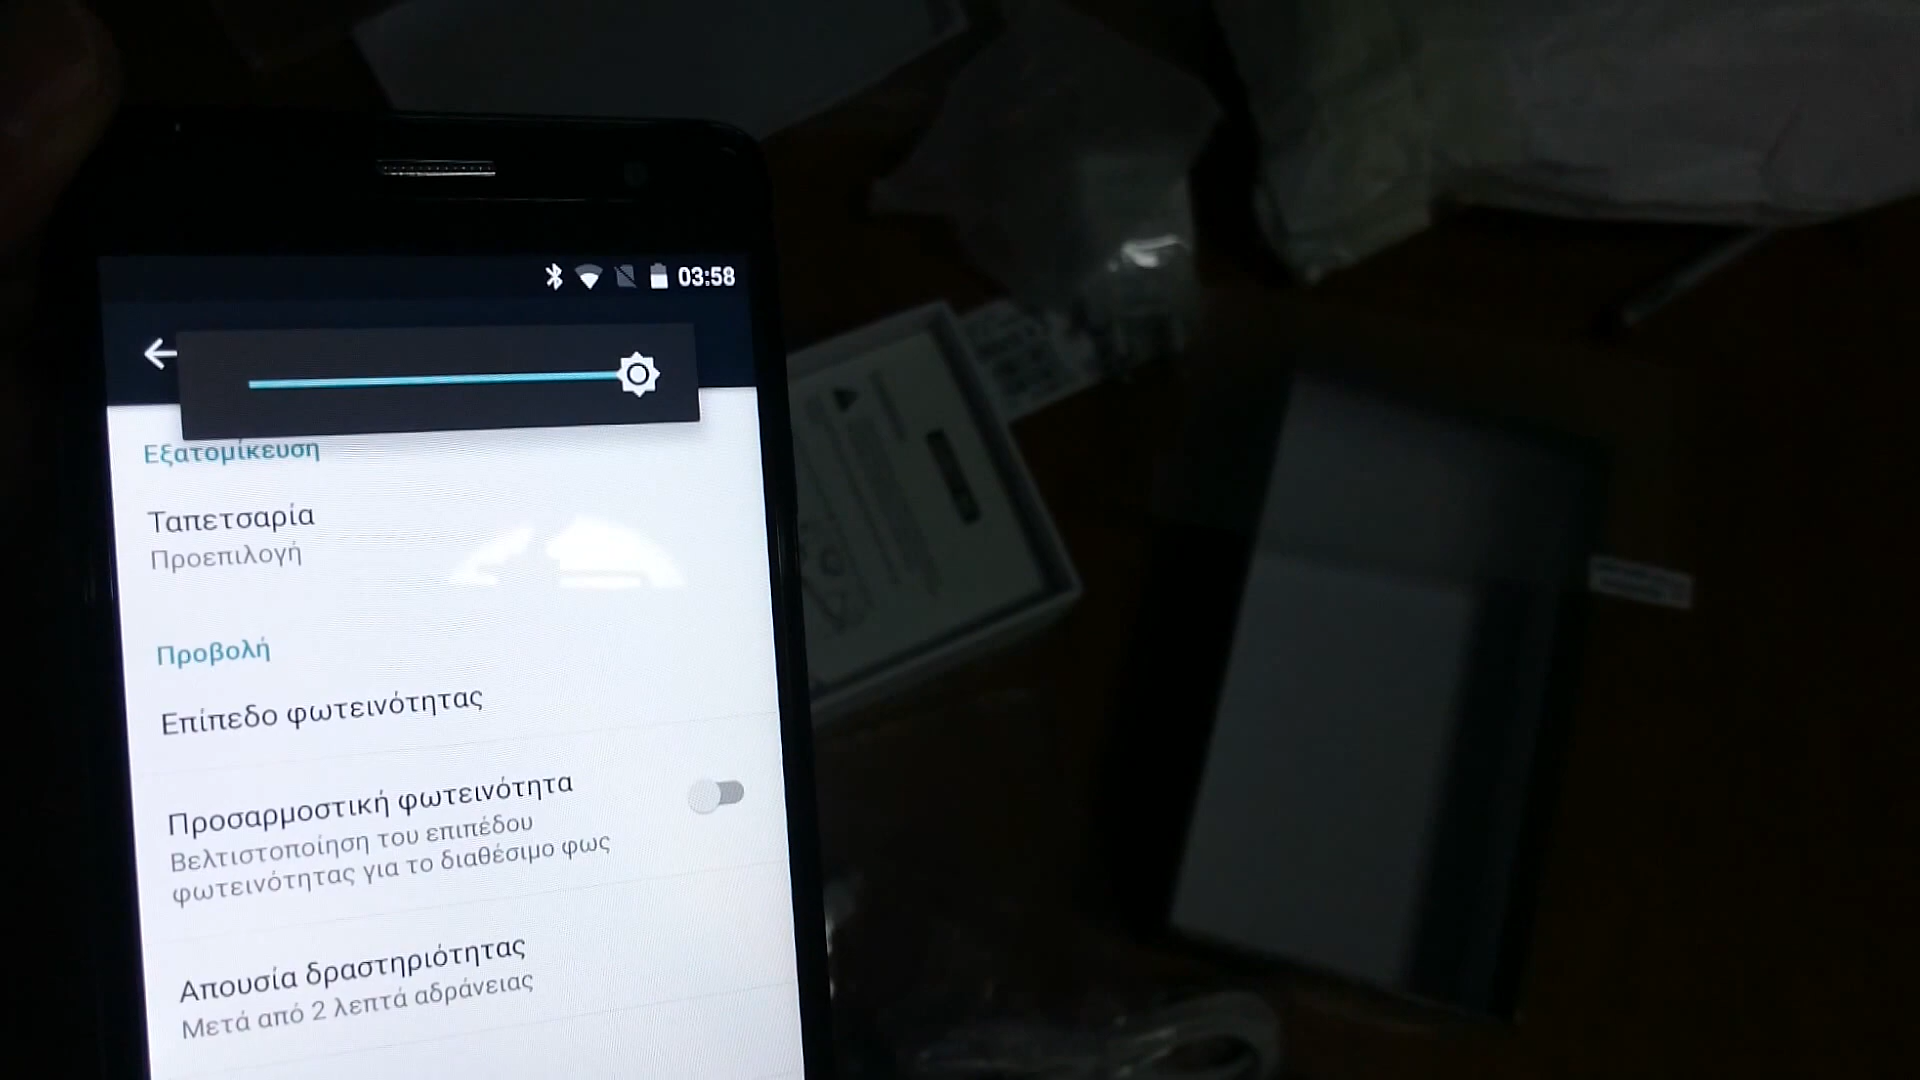 03:58
Εξατομίκευση
Ταπετσαρία
Προεπιλογή
Προβολή
Επίπεδο φωτεινότητας
Προσαρμοστική φωτεινότητα
Βελτιστοποίηση του επιπέδου
φωτεινότητας για το διαθέσιμο φως
Απουσία δραστηριότητας
Μετά από 2 λεπτά αδράνειας